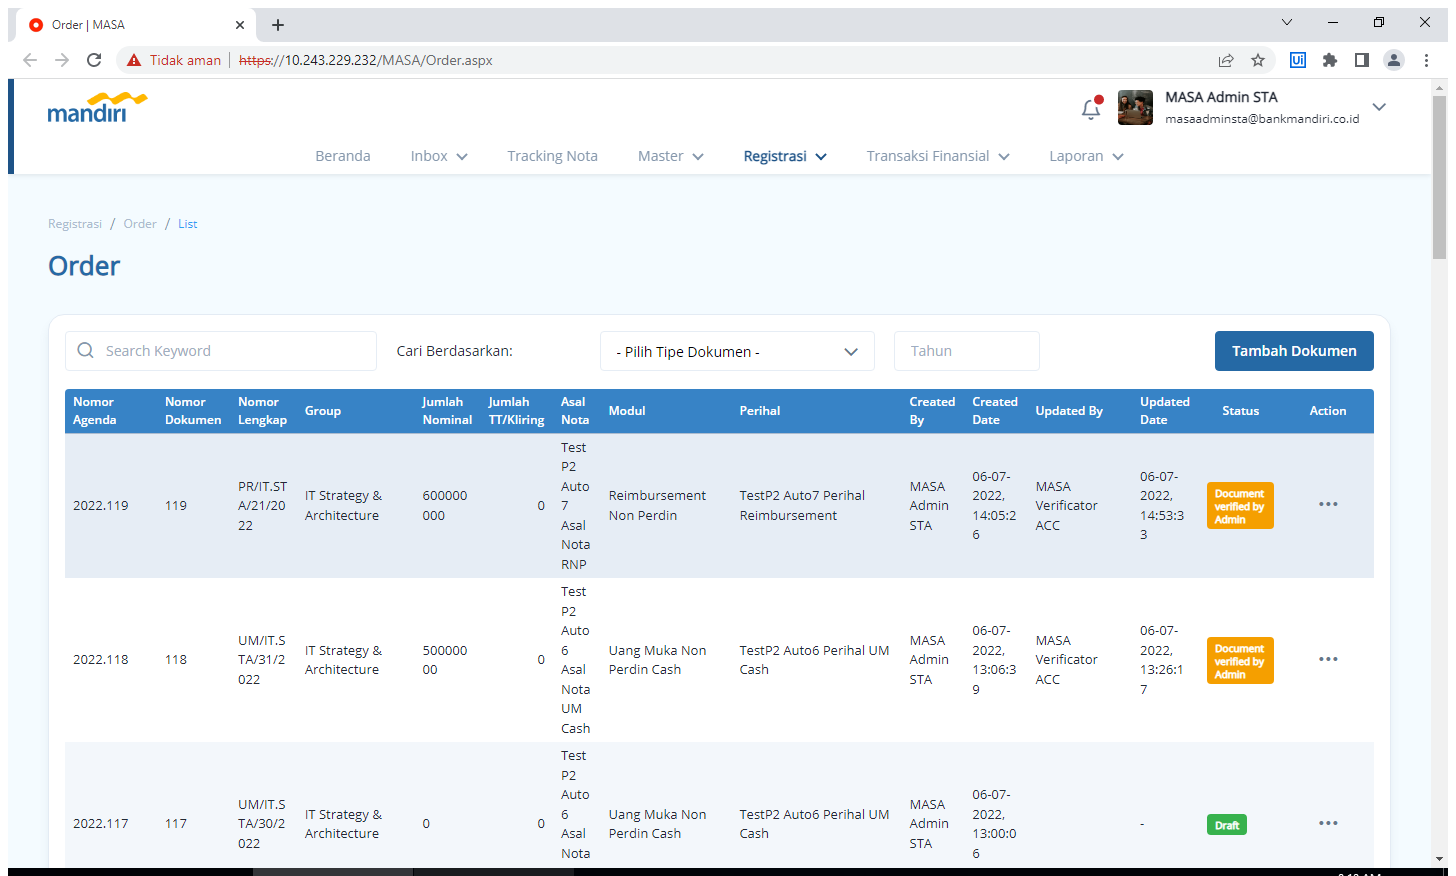 Order | MASA
Tidak aman | https://10.243.229.232/MASA/Order.aspx
mandiri
MASA Admin STA
masaadminsta@bankmandiri.co.id
Beranda Inbox Tracking Nota Master Registrasi Transaksi Finansial Laporan
Registrasi / Order / List
Order
Search Keyword Cari Berdasarkan: - Pilih Tipe Dokumen - Tahun Tambah Dokumen
Nomor Agenda Nomor Dokumen Nomor Lengkap Group Jumlah Nominal Jumlah TT/Kliring Asal Nota Modul Perihal Created By Created Date Updated By Updated Date Status Action
2022.119 119 PR/IT.STA/21/2022 IT Strategy & Architecture 600000000 0 Test P2 Auto 7 Asal Nota RNP Reimbursement Non Perdin TestP2 Auto7 Perihal Reimbursement MASA Admin STA 06-07-2022, 14:05:26 MASA Verificator ACC 06-07-2022, 14:53:33 Document verified by Admin
2022.118 118 UM/IT.STA/31/2022 IT Strategy & Architecture 50000000 0 Test P2 Auto 6 Asal Nota UM Cash Uang Muka Non Perdin Cash TestP2 Auto6 Perihal UM Cash MASA Admin STA 06-07-2022, 13:06:39 MASA Verificator ACC 06-07-2022, 13:26:17 Document verified by Admin
2022.117 117 UM/IT.STA/30/2022 IT Strategy & Architecture 0 0 Test P2 Auto 6 Asal Nota Uang Muka Non Perdin Cash TestP2 Auto6 Perihal UM Cash MASA Admin STA 06-07-2022, 13:00:06 - Draft